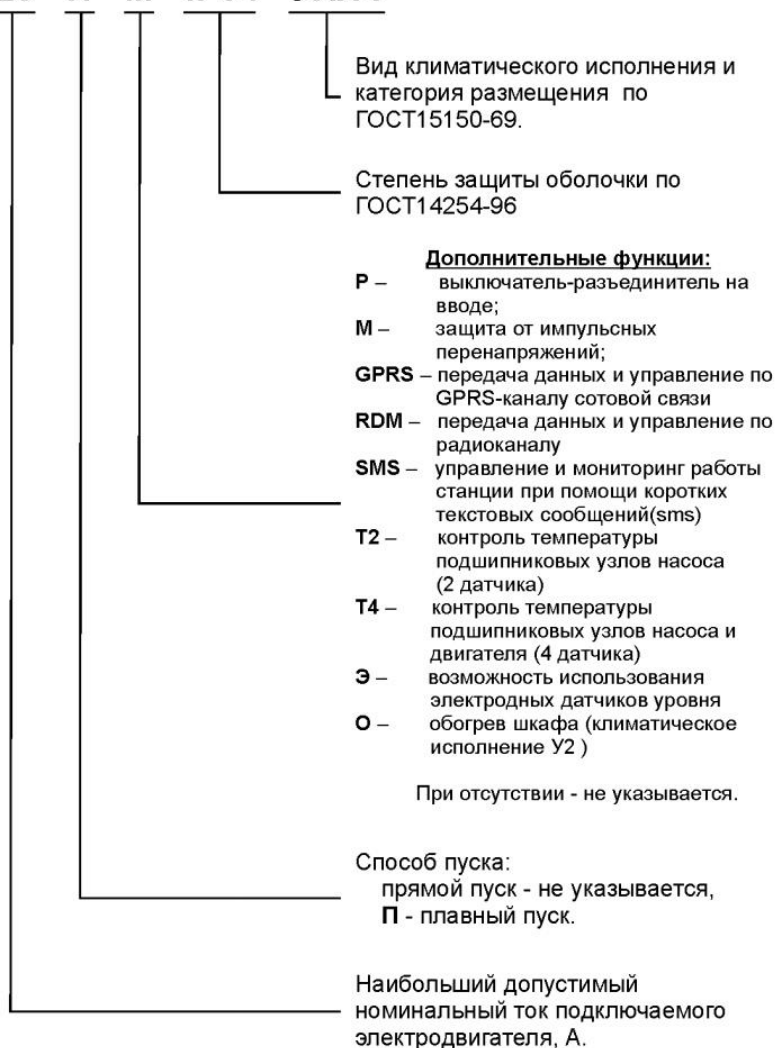 Вид климатического исполнения и
категория размещения по
ГОСТ15150-69.
Степень защиты оболочки по
ГОСТ14254-96
Дополнительные функции:
Р – выключатель-разъединитель на
вводе;
М – защита от импульсных
перенапряжений;
GPRS – передача данных и управление по
GPRS-каналу сотовой связи
RDM – передача данных и управление по
радиоканалу
SMS – управление и мониторинг работы
станции при помощи коротких
текстовых сообщений(sms)
Т2 – контроль температуры
подшипниковых узлов насоса
(2 датчика)
Т4 – контроль температуры
подшипниковых узлов насоса и
двигателя (4 датчика)
Э – возможность использования
электродных датчиков уровня
О – обогрев шкафа (климатическое
исполнение У2 )
При отсутствии - не указывается.
Способ пуска:
прямой пуск - не указывается,
П - плавный пуск.
Наибольший допустимый
номинальный ток подключаемого
электродвигателя, А.